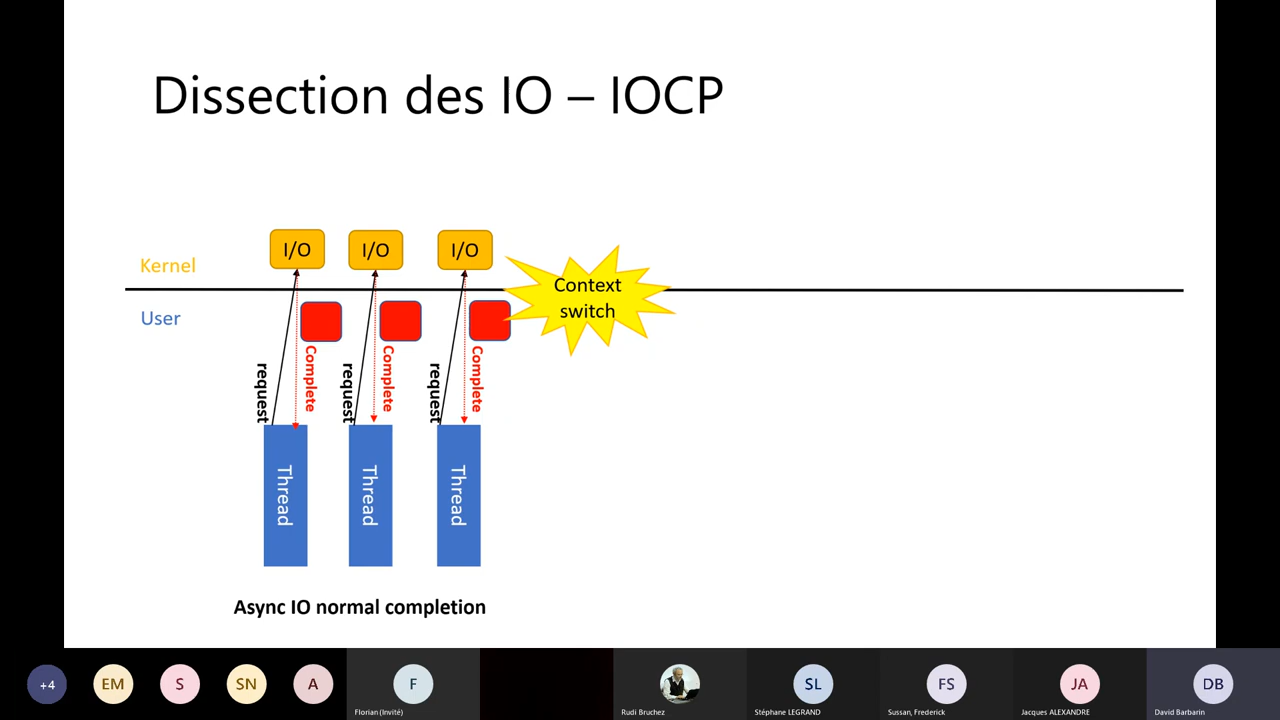 Dissection des IO – IOCP
I/O
I/O
I/O
Kernel
Context
switch
User
request
Complete
request
Complete
request
Complete
Thread
Thread
Thread
Async IO normal completion
+4
EM
S
SN
A
F
SL
FS
JA
DB
Florian (Invité)
Rudi Bruchez
Stéphane LEGRAND
Sussan, Frederick
Jacques ALEXANDRE
David Barbarin